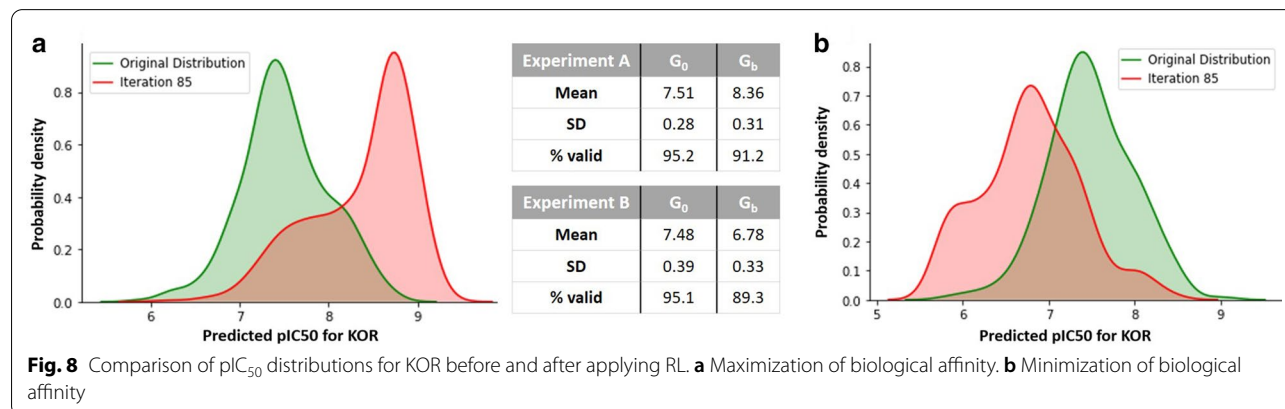 a
Original Distribution
Iteration 85
Probability density
0.8
0.6
0.4
0.2
0.0
6 7 8 9
Predicted pIC50 for KOR
Experiment A G0 Gb
Mean 7.51 8.36
SD 0.28 0.31
% valid 95.2 91.2
Experiment B G0 Gb
Mean 7.48 6.78
SD 0.39 0.33
% valid 95.1 89.3
b
Original Distribution
Iteration 85
Probability density
0.8
0.7
0.6
0.5
0.4
0.3
0.2
0.1
0.0
5 6 7 8 9
Predicted pIC50 for KOR
Fig. 8 Comparison of pIC50 distributions for KOR before and after applying RL. a Maximization of biological affinity. b Minimization of biological
affinity